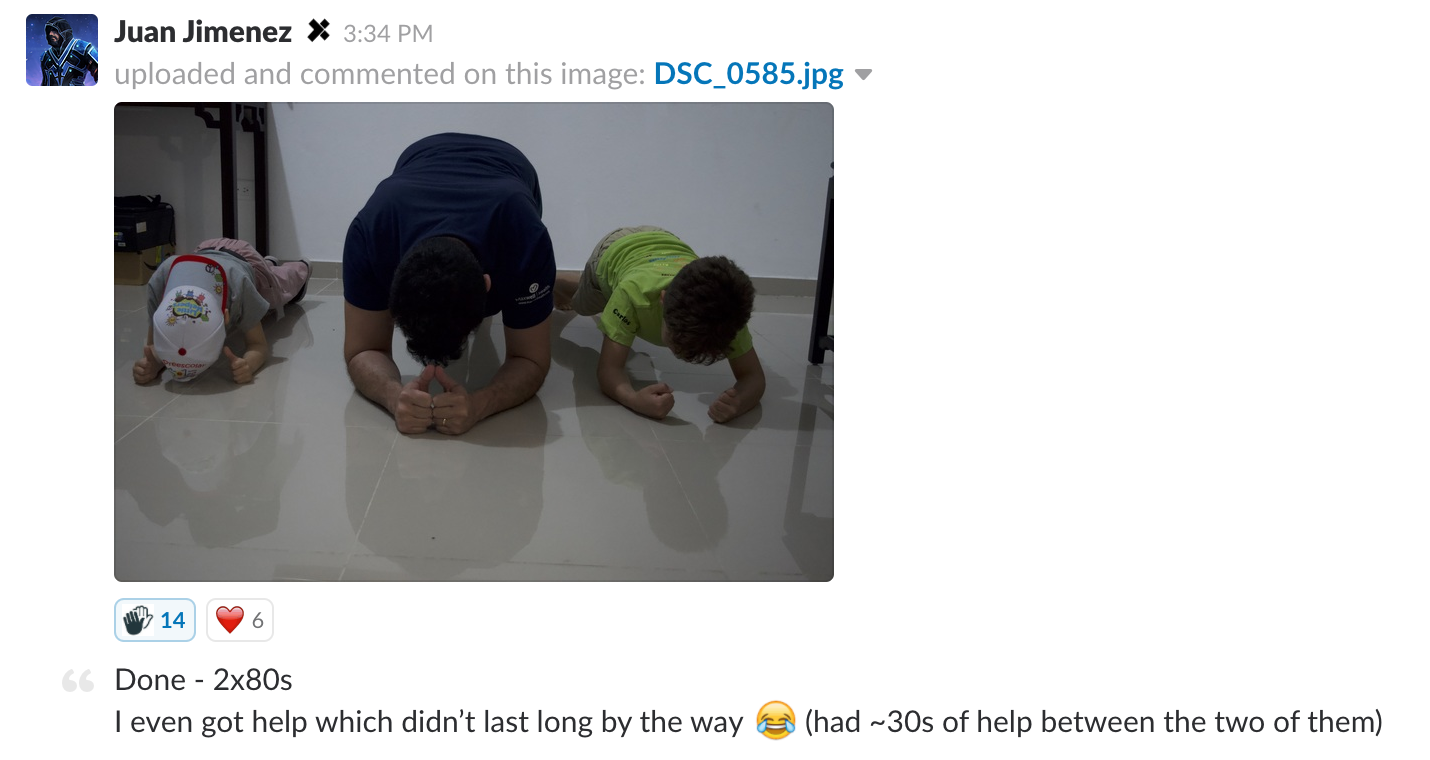 Juan Jimenez 3:34 PM
uploaded and commented on this image: DSC_0585.jpg
Carlos
14 6
Done - 2x80s
I even got help which didn’t last long by the way 😂 (had ~30s of help between the two of them)